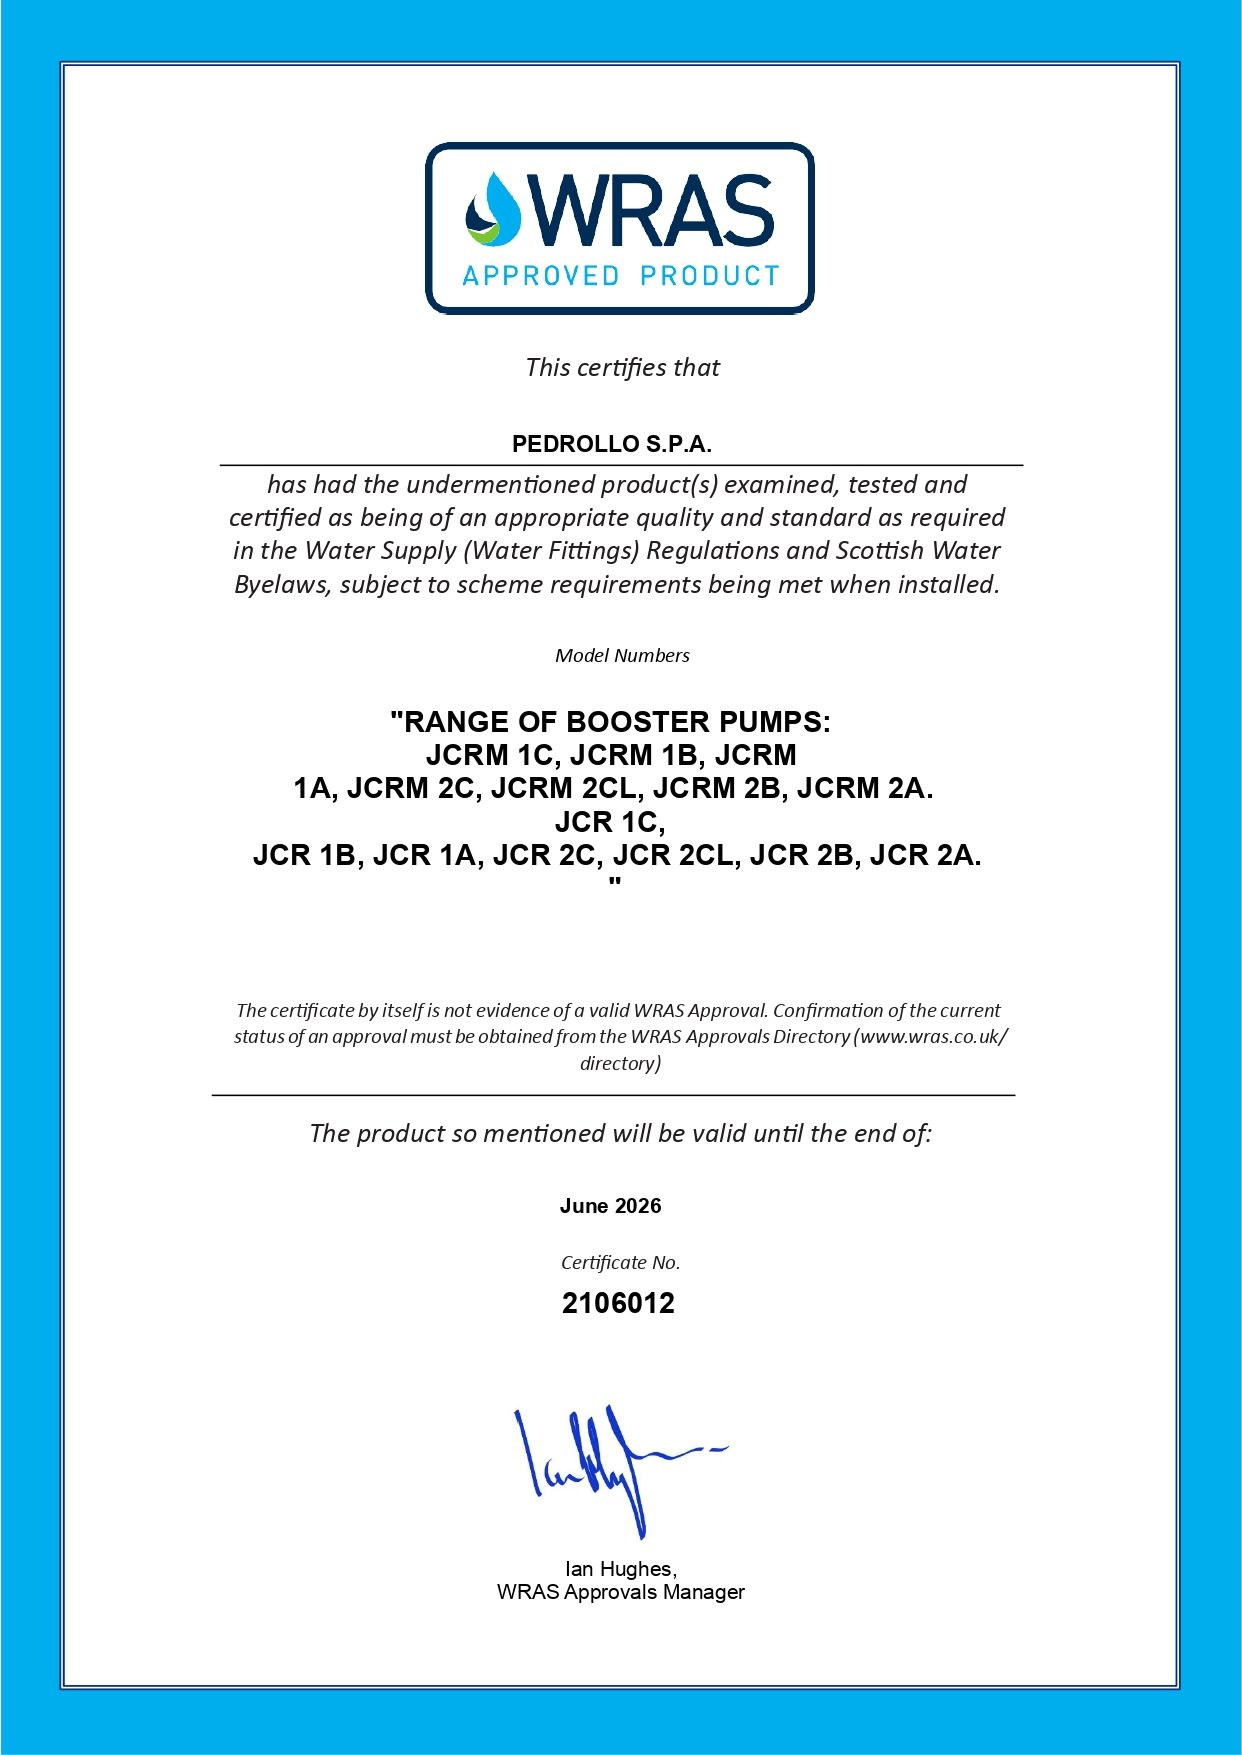 WRAS
APPROVED PRODUCT
This certifies that
PEDROLLO S.P.A.
has had the undermentioned product(s) examined, tested and
certified as being of an appropriate quality and standard as required
in the Water Supply (Water Fittings) Regulations and Scottish Water
Byelaws, subject to scheme requirements being met when installed.
Model Numbers
"RANGE OF BOOSTER PUMPS:
JCRM 1C, JCRM 1B, JCRM
1A, JCRM 2C, JCRM 2CL, JCRM 2B, JCRM 2A.
JCR 1C,
JCR 1B, JCR 1A, JCR 2C, JCR 2CL, JCR 2B, JCR 2A.
"
The certificate by itself is not evidence of a valid WRAS Approval. Confirmation of the current
status of an approval must be obtained from the WRAS Approvals Directory (www.wras.co.uk/
directory)
The product so mentioned will be valid until the end of:
June 2026
Certificate No.
2106012
Ian Hughes,
WRAS Approvals Manager